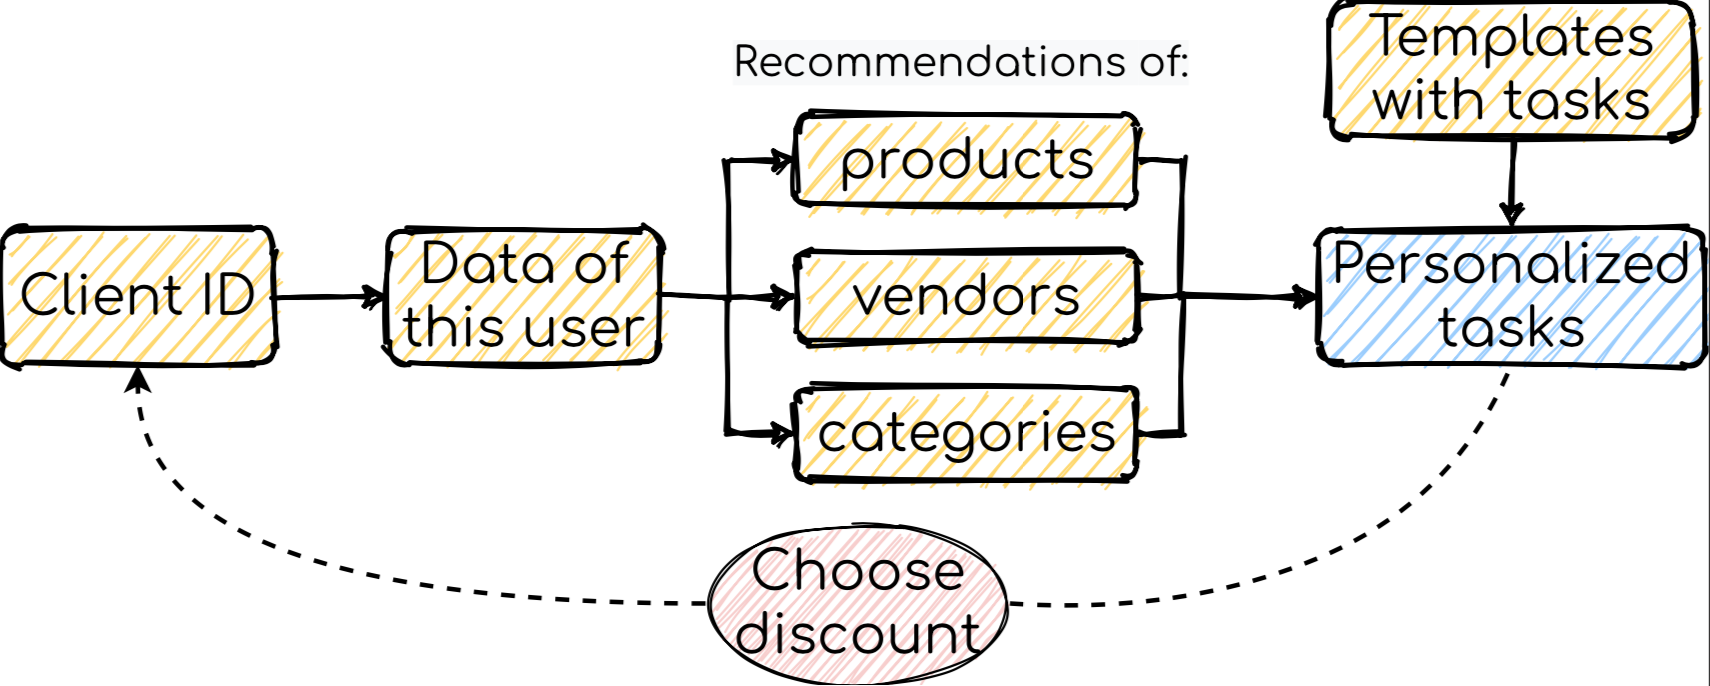 Recommendations of:
Templates
with tasks
products
Client ID
Data of
this user
vendors
Personalized
tasks
categories
Choose
discount